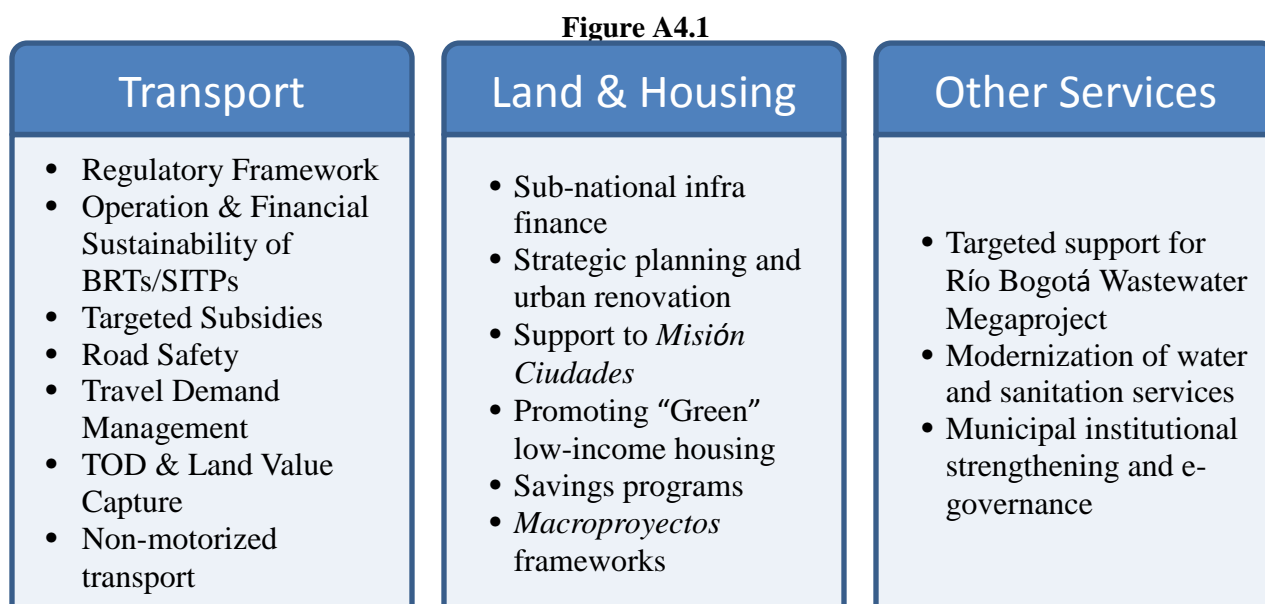 Figure A4.1
Transport
• Regulatory Framework
• Operation & Financial
Sustainability of
BRTs/SITPs
• Targeted Subsidies
• Road Safety
• Travel Demand
Management
• TOD & Land Value
Capture
• Non-motorized
transport
Land & Housing
• Sub-national infra
finance
• Strategic planning and
urban renovation
• Support to Misión
Ciudades
• Promoting “Green”
low-income housing
• Savings programs
• Macroproyectos
frameworks
Other Services
• Targeted support for
Río Bogotá Wastewater
Megaproject
• Modernization of water
and sanitation services
• Municipal institutional
strengthening and e-
governance